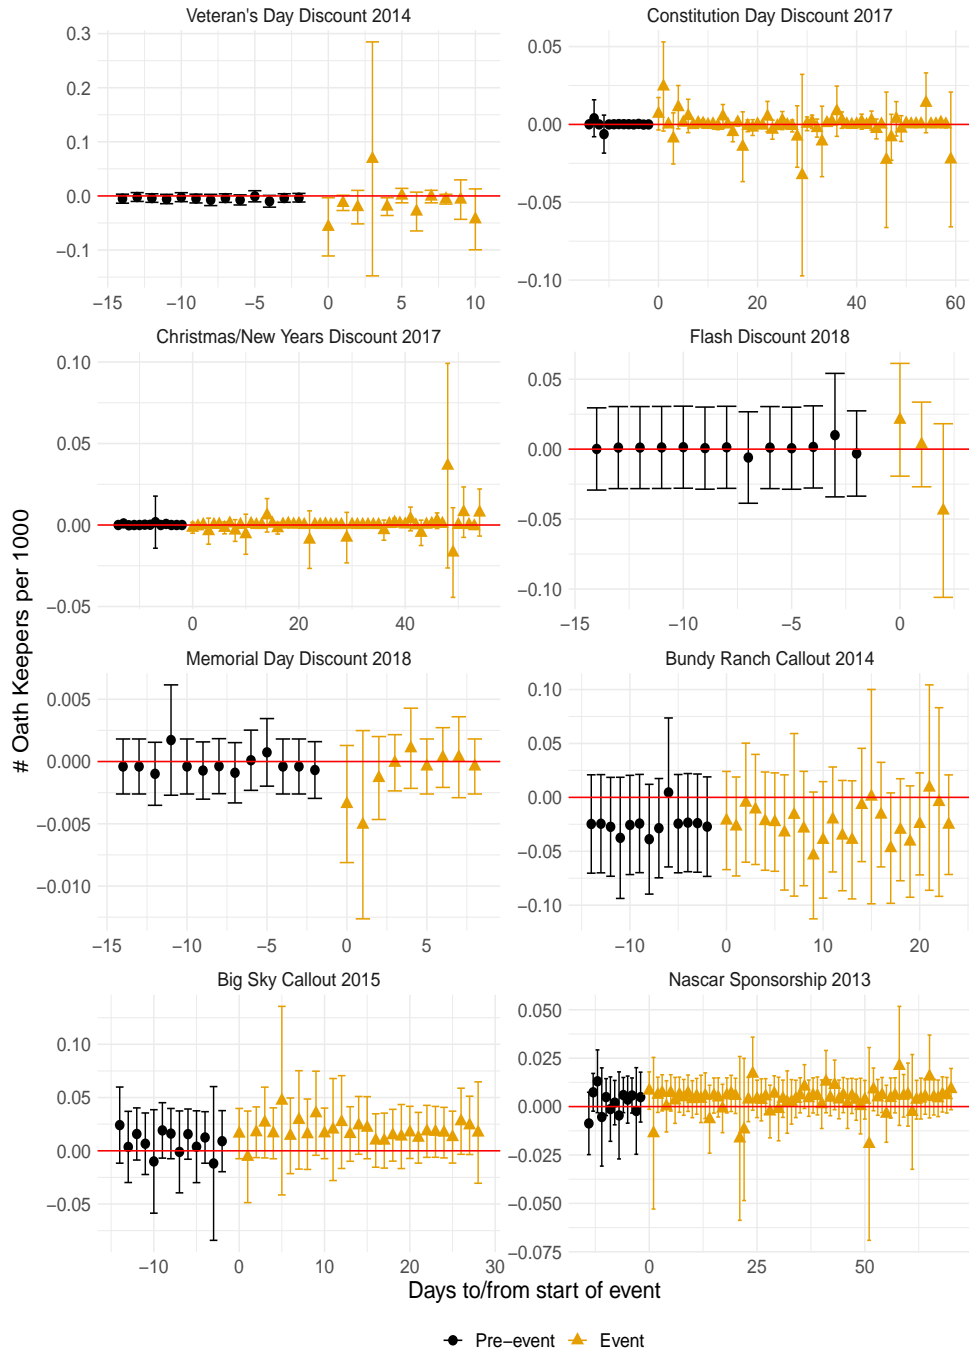 Veteran's Day Discount 2014
0.3
0.2
0.1
0.0
−0.1
−15 −10 −5 0 5 10
Constitution Day Discount 2017
0.05
0.00
−0.05
−0.10
0 20 40 60
Christmas/New Years Discount 2017
0.10
0.05
0.00
−0.05
0 20 40
Flash Discount 2018
0.05
0.00
−0.05
−0.10
−15 −10 −5 0
Memorial Day Discount 2018
0.005
0.000
−0.005
−0.010
−15 −10 −5 0 5
Bundy Ranch Callout 2014
0.10
0.05
0.00
−0.05
−0.10
−10 0 10 20
Big Sky Callout 2015
0.10
0.05
0.00
−0.05
−10 0 10 20 30
Nascar Sponsorship 2013
0.050
0.025
0.000
−0.025
−0.050
−0.075
0 25 50
# Oath Keepers per 1000
Days to/from start of event
Pre−event Event